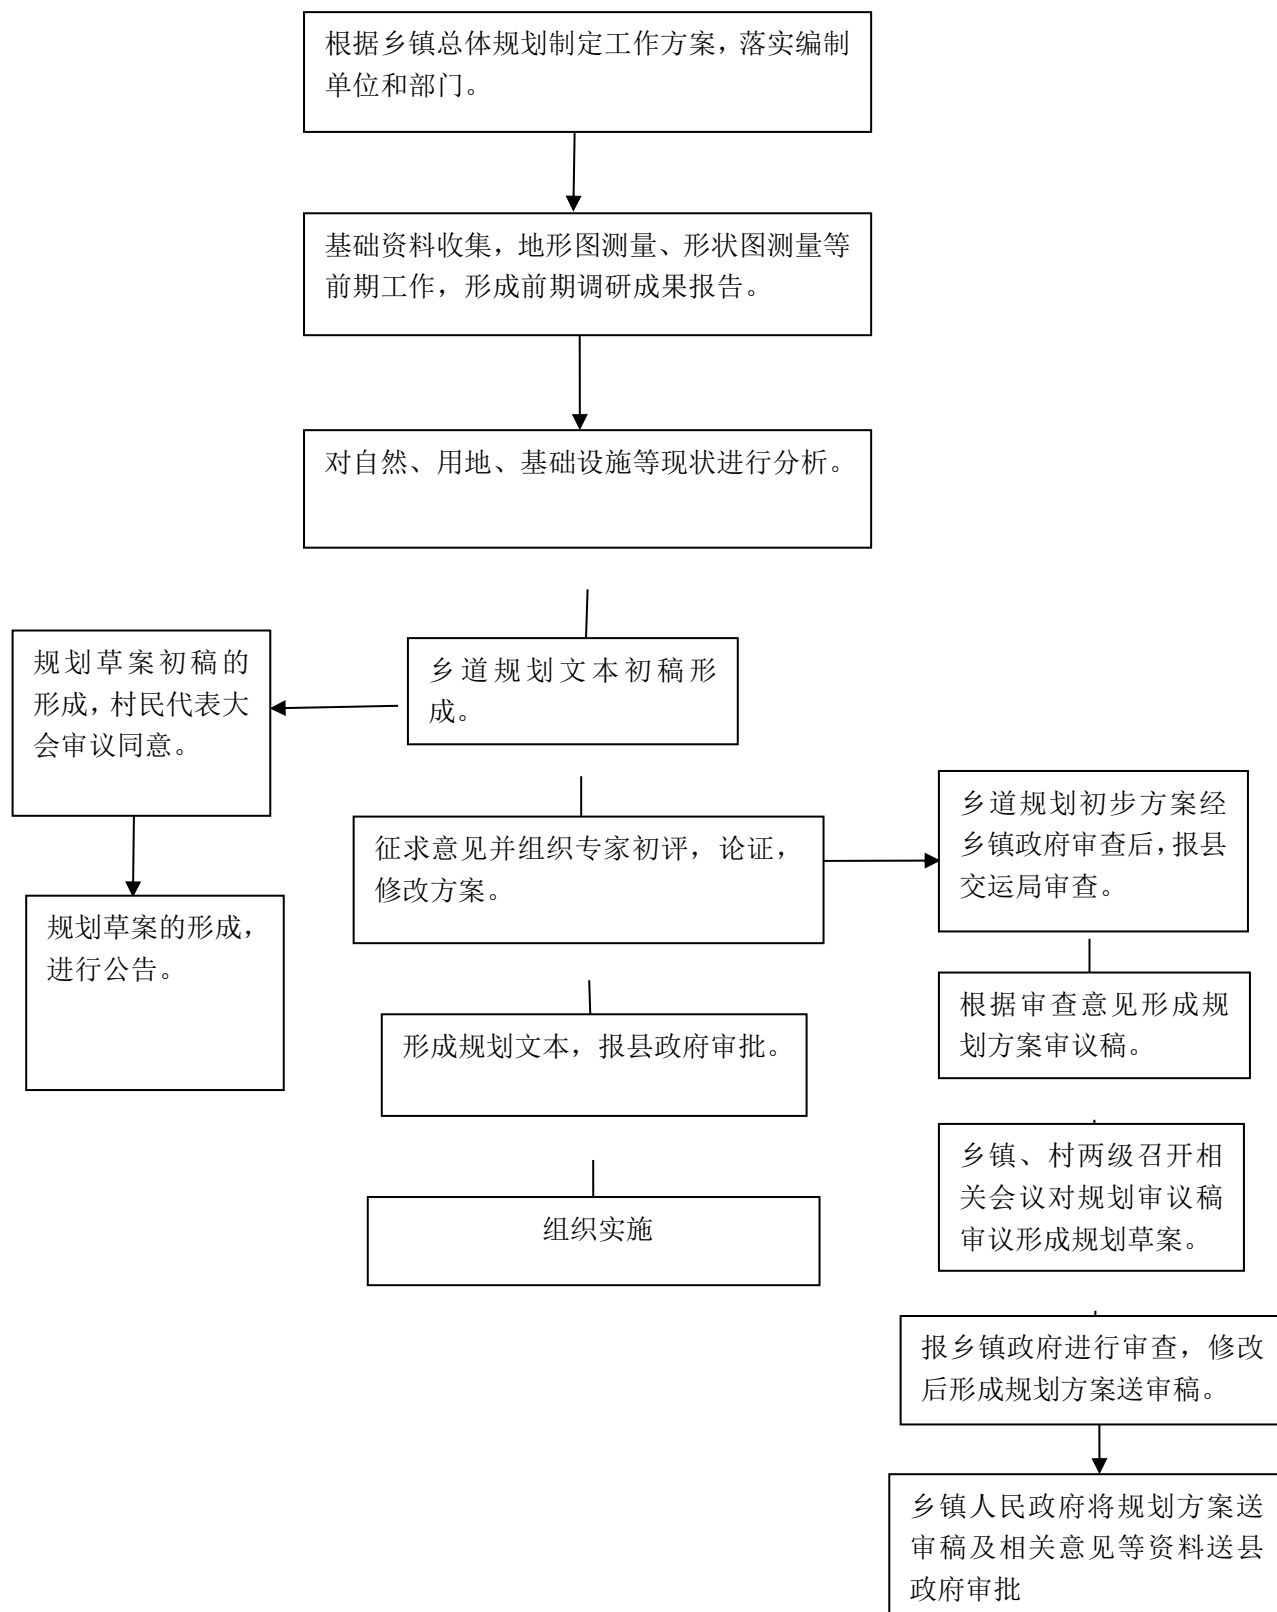 根据乡镇总体规划制定工作方案，落实编制
单位和部门。
基础资料收集，地形图测量、形状图测量等
前期工作，形成前期调研成果报告。
对自然、用地、基础设施等现状进行分析。
规划草案初稿的
形成，村民代表大
会审议同意。
乡道规划文本初稿形
成。
规划草案的形成，
进行公告。
征求意见并组织专家初评，论证，
修改方案。
乡道规划初步方案经
乡镇政府审查后，报县
交运局审查。
形成规划文本，报县政府审批。
根据审查意见形成规
划方案审议稿。
组织实施
乡镇、村两级召开相
关会议对规划审议稿
审议形成规划草案。
报乡镇政府进行审查，修改
后形成规划方案送审稿。
乡镇人民政府将规划方案送
审稿及相关意见等资料送县
政府审批